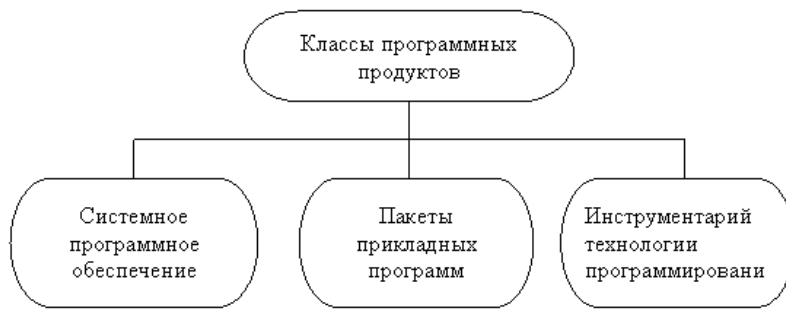 Классы программных
продуктов
Системное
программное
обеспечение
Пакеты
прикладных
программ
Инструментарий
технологии
программировани